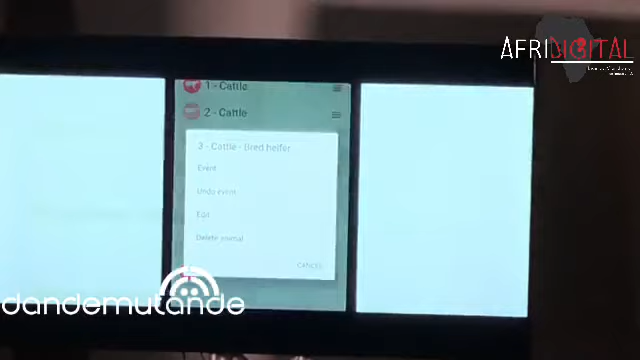 AFRIDIGITAL
1 - Cattle
2 - Cattle
3 - Cattle - Bred heifer
Event
Undo event
Edit
Delete animal
CANCEL
dandemutande